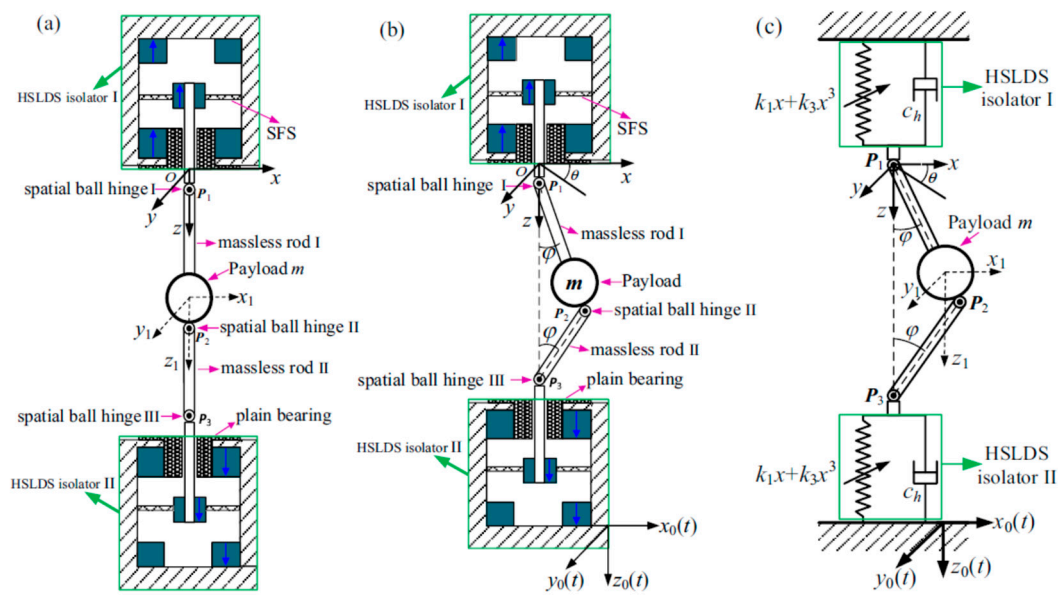 (a)
HSLDS isolator I
SFS
O
x
spatial ball hinge I
P₁
y
z
massless rod I
Payload m
x₁
y₁
spatial ball hinge II
P₂
z₁
massless rod II
spatial ball hinge III
P₃
plain bearing
HSLDS isolator II
(b)
HSLDS isolator I
SFS
O
x
θ
spatial ball hinge I
P₁
y
z
massless rod I
φ
m
Payload
P₂
spatial ball hinge II
φ
massless rod II
spatial ball hinge III
P₃
plain bearing
HSLDS isolator II
x₀(t)
y₀(t)
z₀(t)
(c)
HSLDS
isolator I
k₁x+k₃x³
cₕ
P₁
x
θ
y
z
φ
Payload m
x₁
y₁
P₂
φ
z₁
P₃
HSLDS
isolator II
k₁x+k₃x³
cₕ
x₀(t)
y₀(t)
z₀(t)